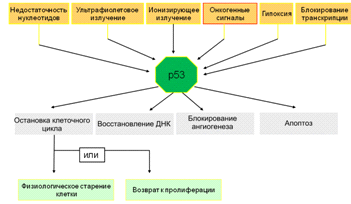 Недостаточность
нуклеотидов
Ультрафиолетовое
излучение
Ионизирующее
излучение
Онкогенные
сигналы
Гипоксия
Блокирование
транскрипции
p53
Остановка клеточного
цикла
Восстановление ДНК
Блокирование
ангиогенеза
Апоптоз
или
Физиологическое старение
клетки
Возврат к пролиферации